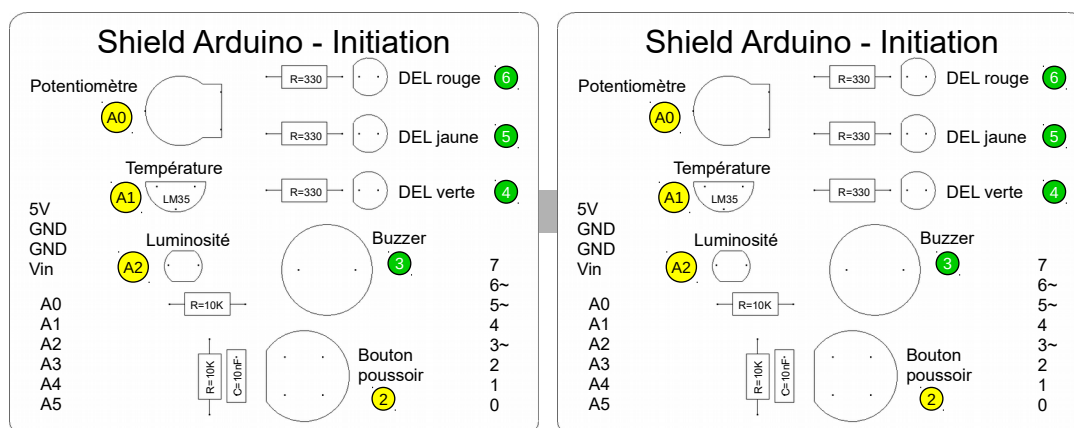 Shield Arduino - Initiation
Potentiomètre
A0
R=330
DEL rouge
6
R=330
DEL jaune
5
Température
A1
LM35
R=330
DEL verte
4
5V
GND
GND
Vin
Luminosité
A2
Buzzer
3
R=10K
A0
A1
A2
A3
A4
A5
R=10K
C=10nF
Bouton
poussoir
2
7
6~
5~
4
3~
2
1
0
Shield Arduino - Initiation
Potentiomètre
A0
R=330
DEL rouge
6
R=330
DEL jaune
5
Température
A1
LM35
R=330
DEL verte
4
Luminosité
A2
Buzzer
3
R=10K
A0
A1
A2
A3
A4
A5
5V
GND
GND
Vin
R=10K
C=10nF
Bouton
poussoir
2
7
6~
5~
4
3~
2
1
0